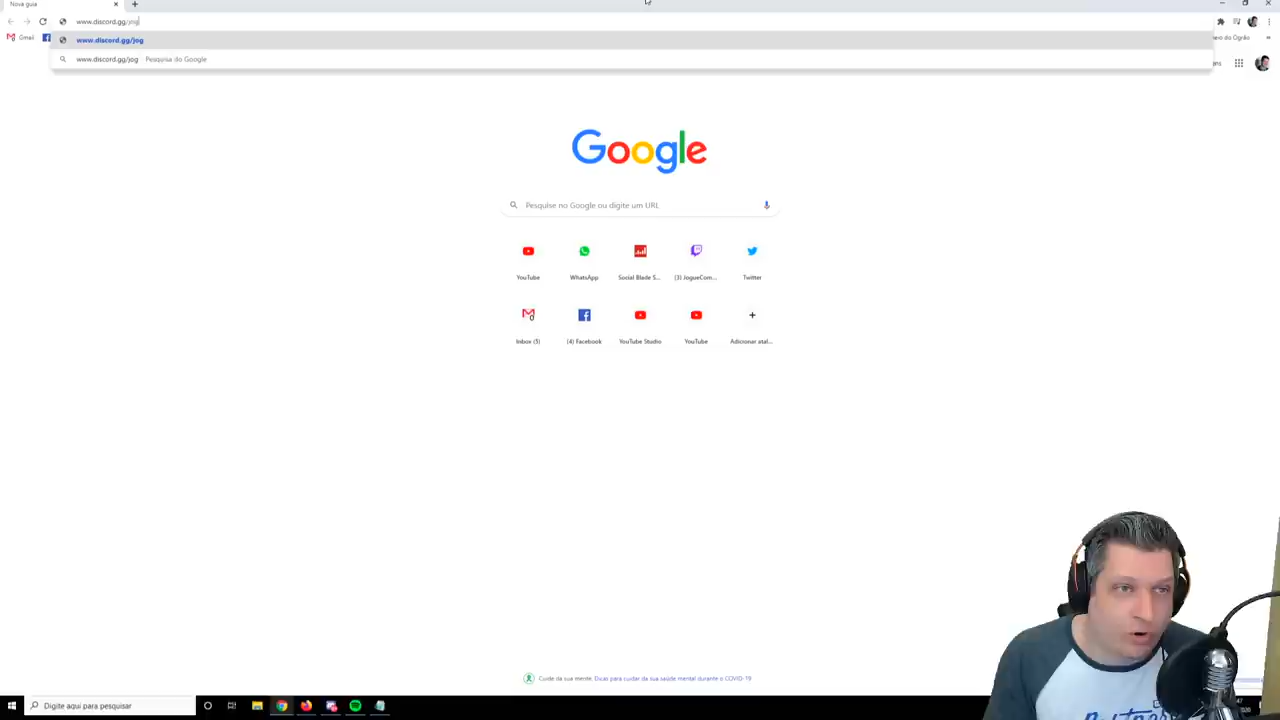 Nova guia
www.discord.gg/jog
Gmail
www.discord.gg/jog
www.discord.gg/jog Pesquisa do Google
Google
Pesquise no Google ou digite um URL
YouTube WhatsApp Social Blade S... (3) JogueCom... Twitter
Inbox (5) (4) Facebook YouTube Studio YouTube Adicionar atal...
Cuide da sua mente. Dicas para cuidar da sua saúde mental durante o COVID-19
Digite aqui para pesquisar